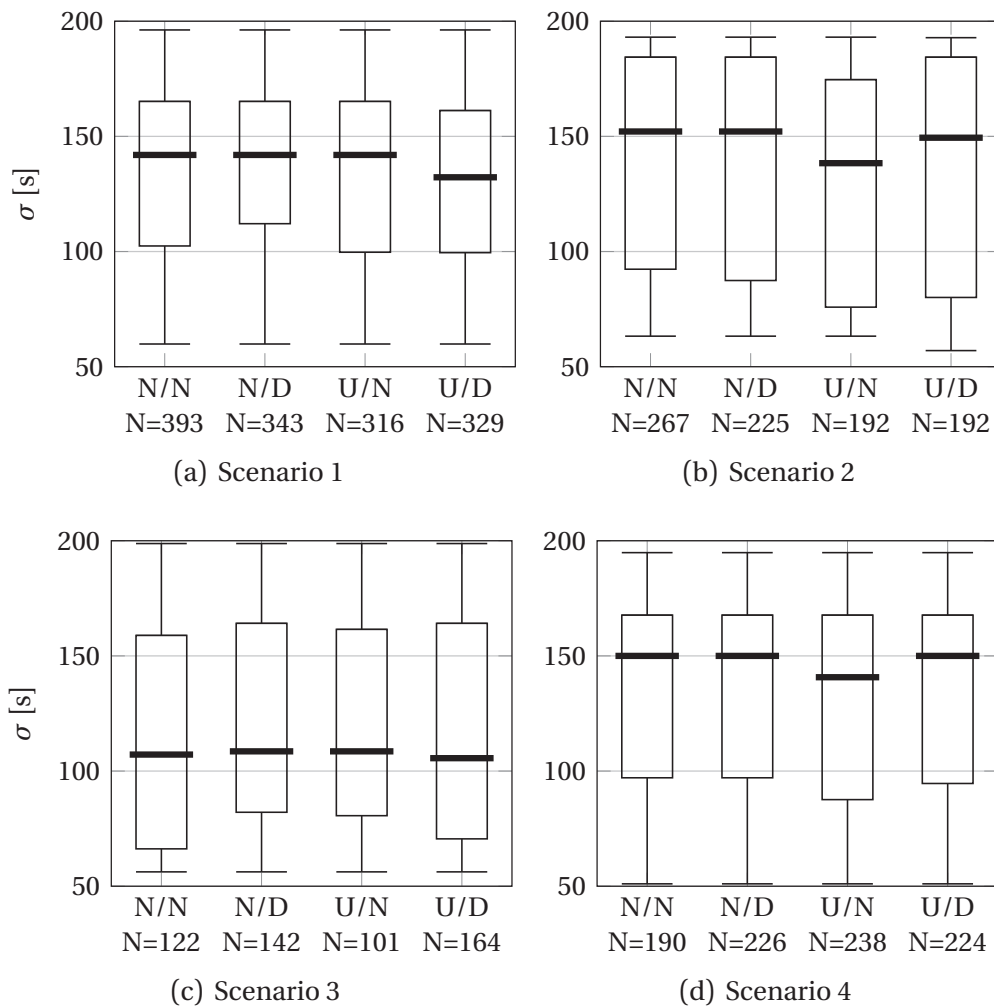 200
150
100
50
σ [s]
N/N N/D U/N U/D
N=393 N=343 N=316 N=329
(a) Scenario 1
200
150
100
50
N/N N/D U/N U/D
N=267 N=225 N=192 N=192
(b) Scenario 2
200
150
100
50
σ [s]
N/N N/D U/N U/D
N=122 N=142 N=101 N=164
(c) Scenario 3
200
150
100
50
N/N N/D U/N U/D
N=190 N=226 N=238 N=224
(d) Scenario 4